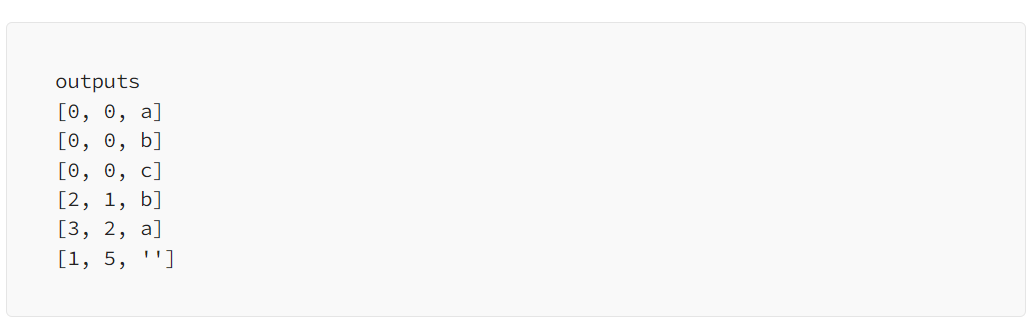 outputs
[0, 0, a]
[0, 0, b]
[0, 0, c]
[2, 1, b]
[3, 2, a]
[1, 5, '']